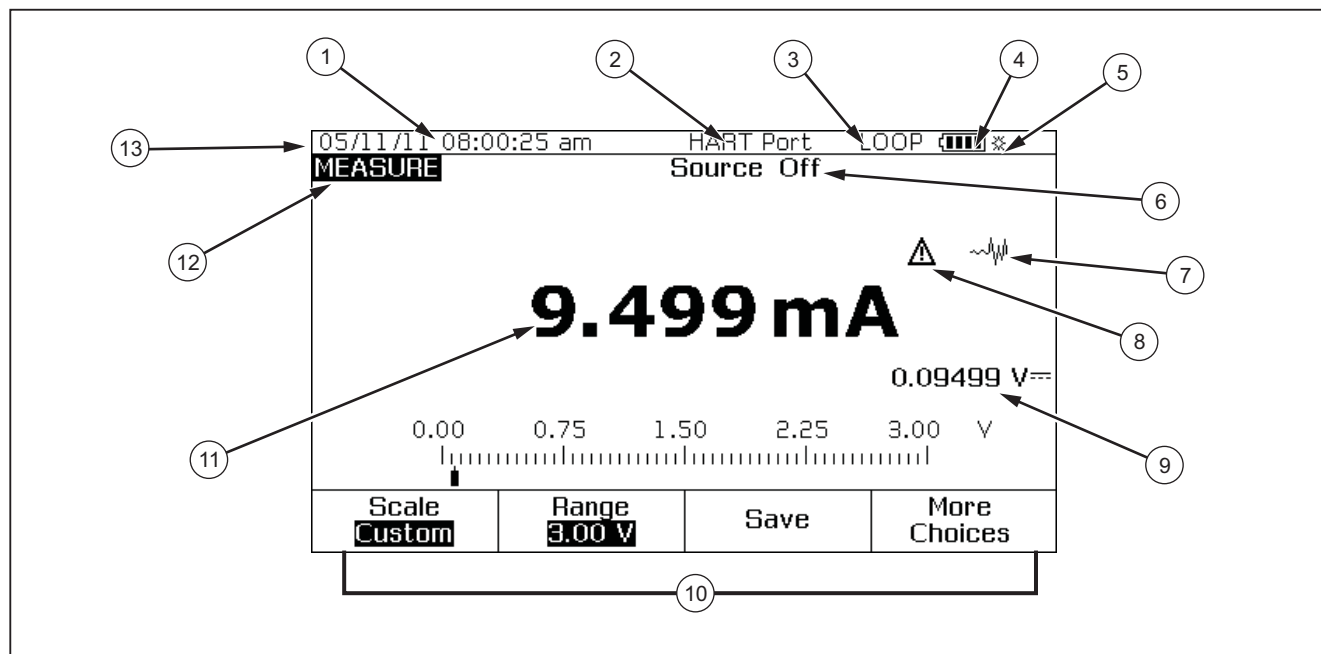 1
2
3
4
5
13
05/11/11 08:00:25 am HART Port LOOP
MEASURE Source Off
6
12
7
9.499 mA
8
0.09499 V
11
0.00 0.75 1.50 2.25 3.00 V
9
Scale Custom
Range 3.00 V
Save
More Choices
10